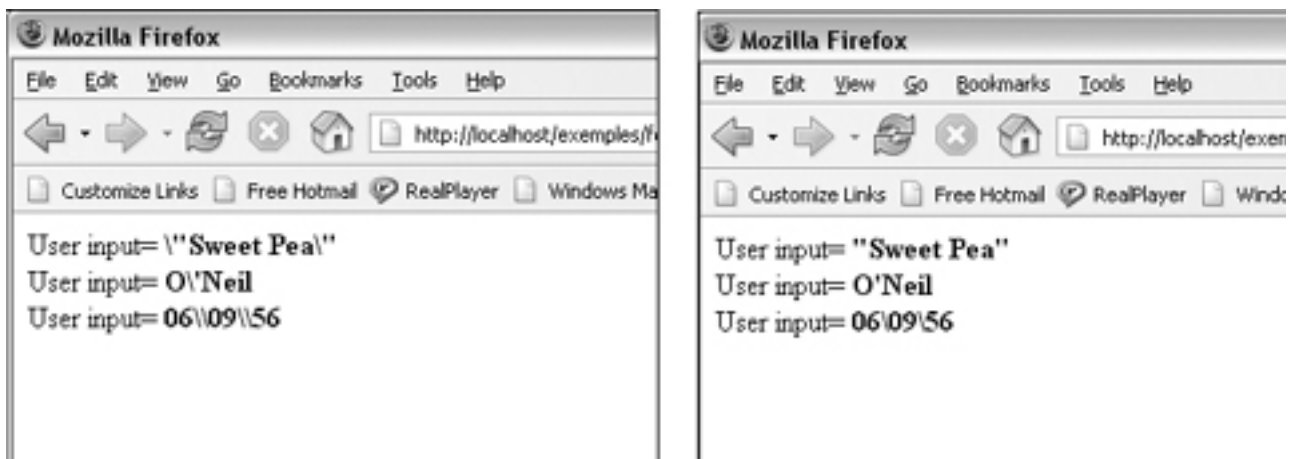 Mozilla Firefox
File Edit View Go Bookmarks Tools Help
http://localhost/exemples/f
Customize Links Free Hotmail RealPlayer Windows Ma
User input= \"Sweet Pea\"
User input= O\'Neil
User input= 06\\09\\56
Mozilla Firefox
File Edit View Go Bookmarks Tools Help
http://localhost/exem
Customize Links Free Hotmail RealPlayer Windo
User input= "Sweet Pea"
User input= O'Neil
User input= 06\09\56